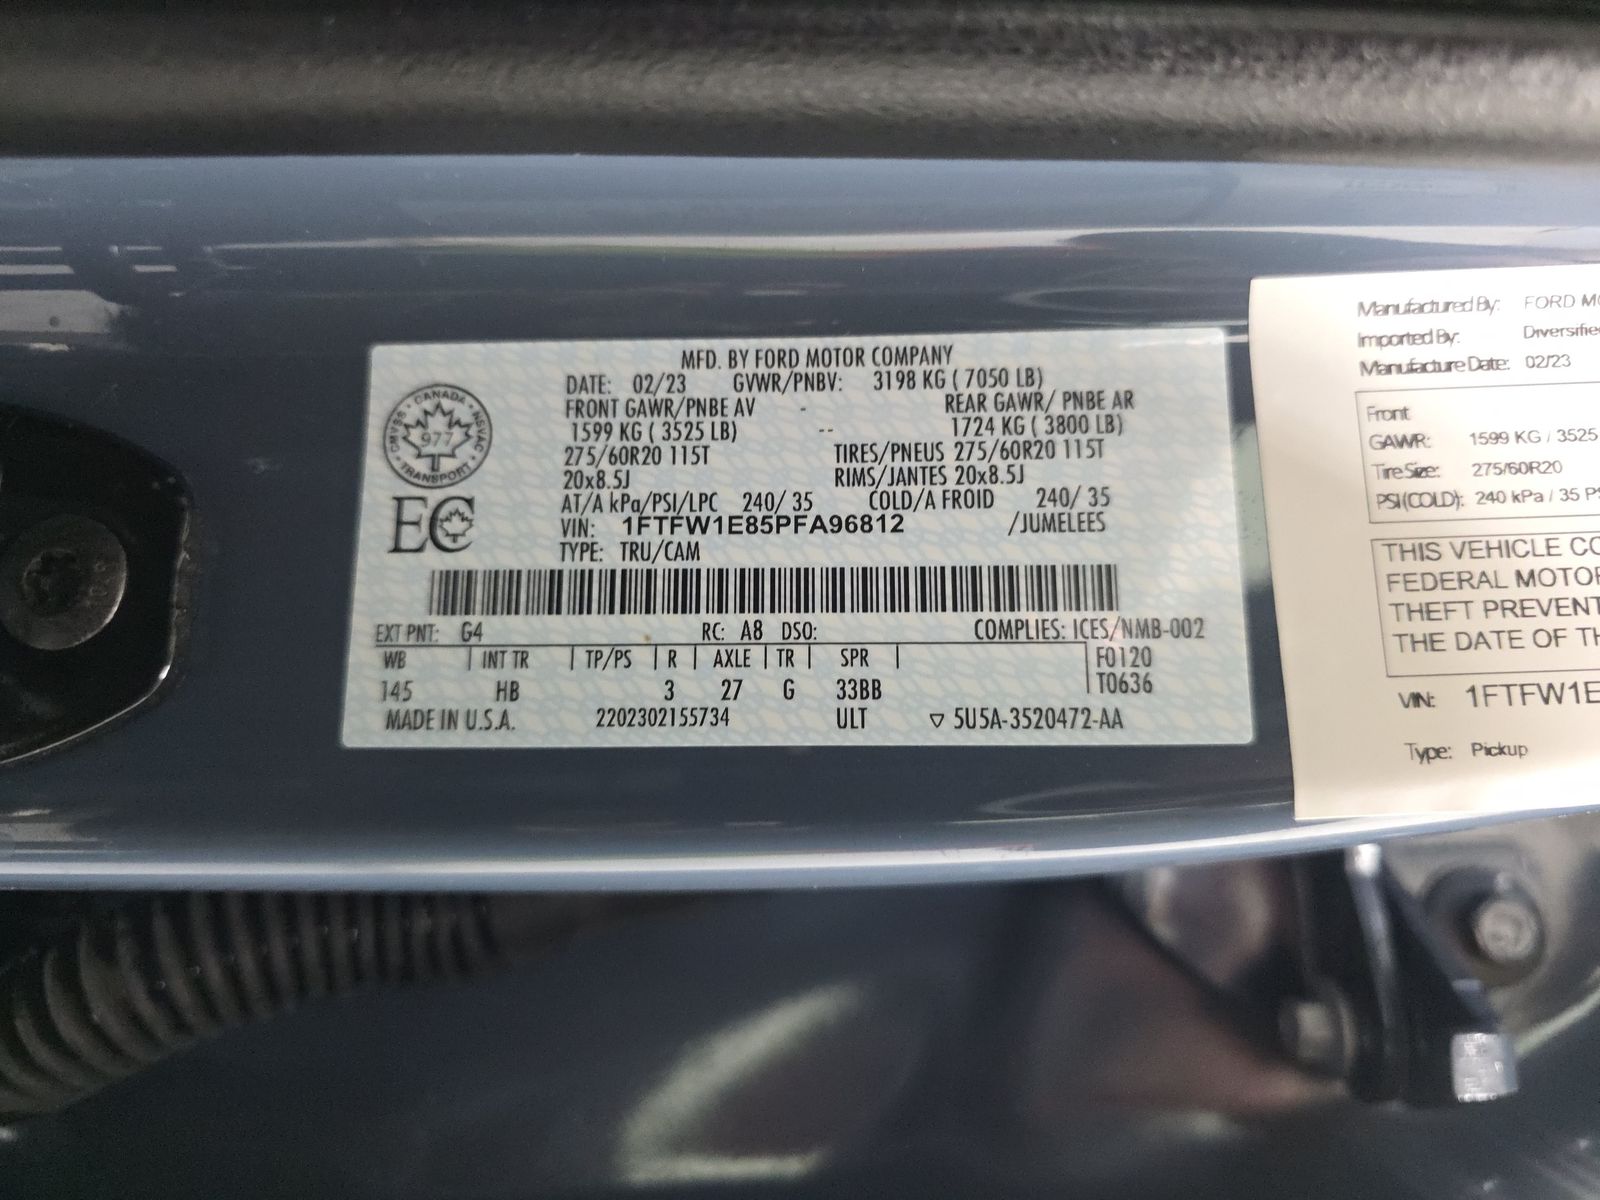 MFD. BY FORD MOTOR COMPANY
DATE: 02/23 GVWR/PNBV: 3198 KG ( 7050 LB)
FRONT GAWR/PNBE AV - REAR GAWR/ PNBE AR
1599 KG ( 3525 LB) -- 1724 KG ( 3800 LB)
275/60R20 115T TIRES/PNEUS 275/60R20 115T
20x8.5J RIMS/JANTES 20x8.5J
AT/A kPa/PSI/LPC 240/ 35 COLD/A FROID 240/ 35
VIN: 1FTFW1E85PFA96812 /JUMELEES
TYPE: TRU/CAM
CANADA
CMVSS NSVAC
977
TRANSPORT
EC
EXT PNT: G4 RC: A8 DSO: COMPLIES: ICES/NMB-002
WB | INT TR | TP/PS | R | AXLE | TR | SPR | F0120
145 HB 3 27 G 33BB T0636
MADE IN U.S.A. 2202302155734 ULT ▽ 5U5A-3520472-AA
Manufactured By: FORD MO
Imported By: Diversifie
Manufacture Date: 02/23
Front
GAWR: 1599 KG / 3525
Tire Size: 275/60R20
PSI(COLD): 240 kPa / 35 PS
THIS VEHICLE CO
FEDERAL MOTOR
THEFT PREVENT
THE DATE OF TH
VIN: 1FTFW1E
Type: Pickup